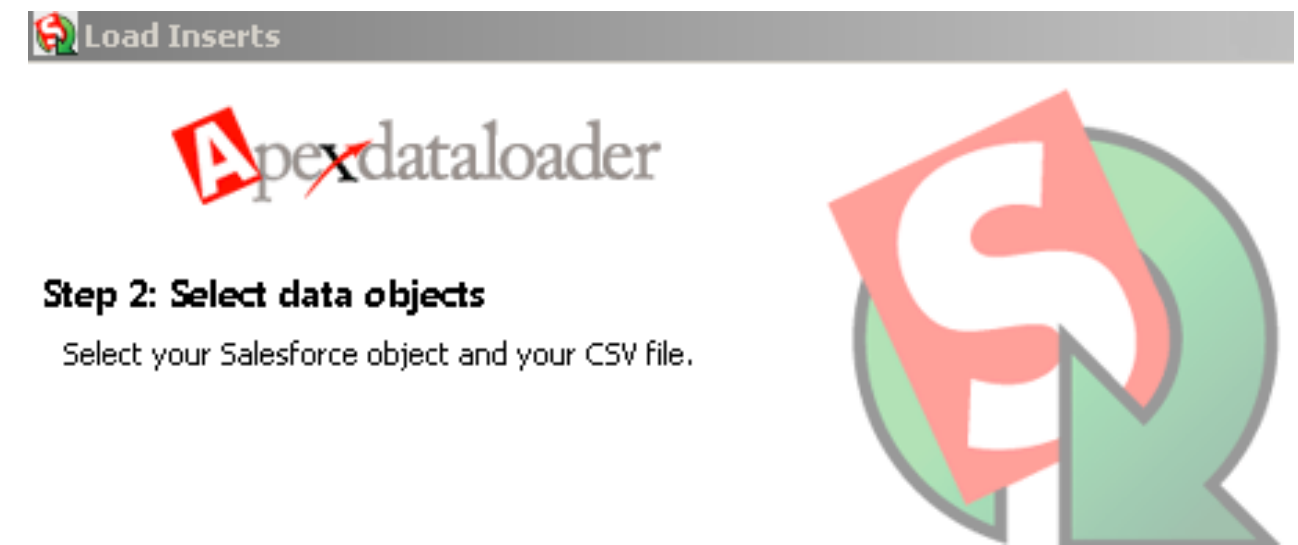 Load Inserts
Apexdataloader
Step 2: Select data objects
Select your Salesforce object and your CSV file.
S